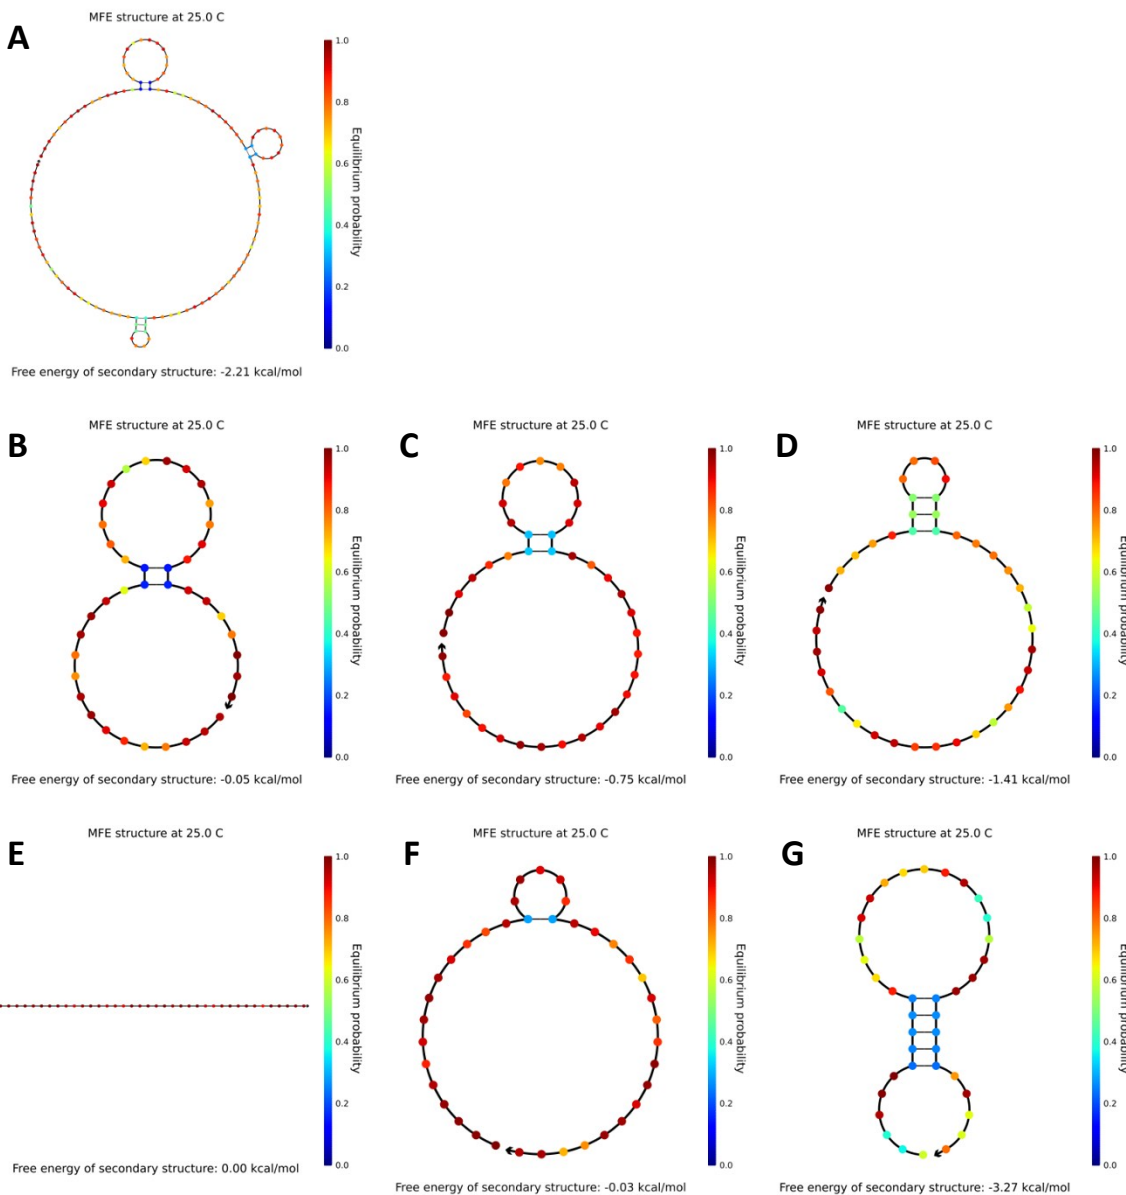 A
MFE structure at 25.0 C
1.0
0.8
0.6
0.4
0.2
0.0
Equilibrium probability
Free energy of secondary structure: -2.21 kcal/mol
B
MFE structure at 25.0 C
1.0
0.8
0.6
0.4
0.2
0.0
Equilibrium probability
Free energy of secondary structure: -0.05 kcal/mol
C
MFE structure at 25.0 C
1.0
0.8
0.6
0.4
0.2
0.0
Equilibrium probability
Free energy of secondary structure: -0.75 kcal/mol
D
MFE structure at 25.0 C
1.0
0.8
0.6
0.4
0.2
0.0
Equilibrium probability
Free energy of secondary structure: -1.41 kcal/mol
E
MFE structure at 25.0 C
1.0
0.8
0.6
0.4
0.2
0.0
Equilibrium probability
Free energy of secondary structure: 0.00 kcal/mol
F
MFE structure at 25.0 C
1.0
0.8
0.6
0.4
0.2
0.0
Equilibrium probability
Free energy of secondary structure: -0.03 kcal/mol
G
MFE structure at 25.0 C
1.0
0.8
0.6
0.4
0.2
0.0
Equilibrium probability
Free energy of secondary structure: -3.27 kcal/mol